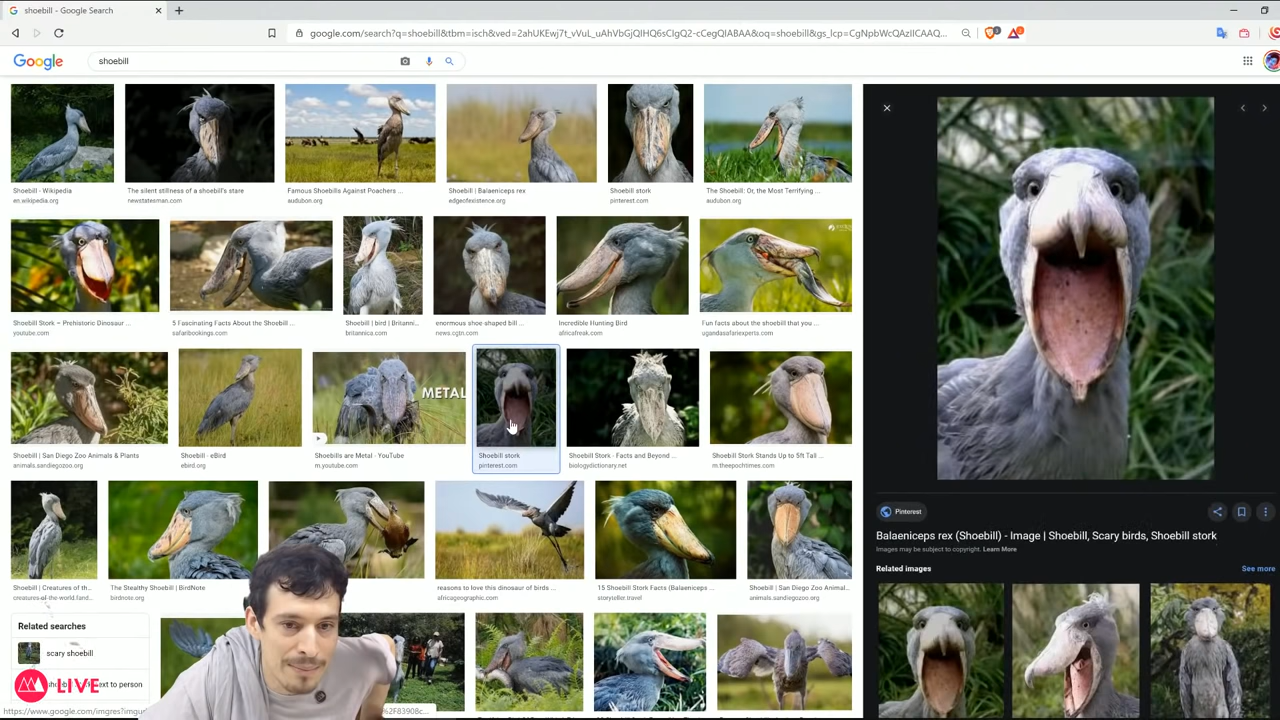 shoebill - Google Search
google.com/search?q=shoebill&tbm=isch&ved=2ahUKEwj7t_vVuL_uAhVbGjQIHQ6sCIgQ2-cCegQIABAA&oq=shoebill&gs_lcp=CgNpbWcQAzIICAAQ...
Google
shoebill
Shoebill - Wikipedia
en.wikipedia.org
The silent stillness of a shoebill's stare
newstatesman.com
Famous Shoebills Against Poachers ...
audubon.org
Shoebill | Balaeniceps rex
edgeofexistence.org
Shoebill stork
pinterest.com
The Shoebill: Or, the Most Terrifying ...
audubon.org
Shoebill Stork – Prehistoric Dinosaur ...
youtube.com
5 Fascinating Facts About the Shoebill ...
safaribookings.com
Shoebill | bird | Britanni...
britannica.com
enormous shoe shaped bill ...
news.cgtn.com
Incredible Hunting Bird
africafreak.com
Fun facts about the shoebill that you ...
ugandasafariexperts.com
METAL
Shoebill | San Diego Zoo Animals & Plants
animals.sandiegozoo.org
Shoebill - eBird
ebird.org
Shoebills are Metal - YouTube
m.youtube.com
Shoebill stork
pinterest.com
Shoebill Stork - Facts and Beyond ...
biologydictionary.net
Shoebill Stork Stands Up to 5ft Tall ...
m.theepochtimes.com
Shoebill | Creatures of th...
The Stealthy Shoebill | BirdNote
birdnote.org
reasons to love this dinosaur of birds ...
africageographic.com
15 Shoebill Stork Facts (Balaeniceps ...
storyteller.travel
Shoebill | San Diego Zoo Animal...
animals.sandiegozoo.org
Related searches
scary shoebill
LIVE
ext to person
https://www.google.com/imgres?imgu
%2F83908c...
Pinterest
Balaeniceps rex (Shoebill) - Image | Shoebill, Scary birds, Shoebill stork
Images may be subject to copyright. Learn More
Related images
See more